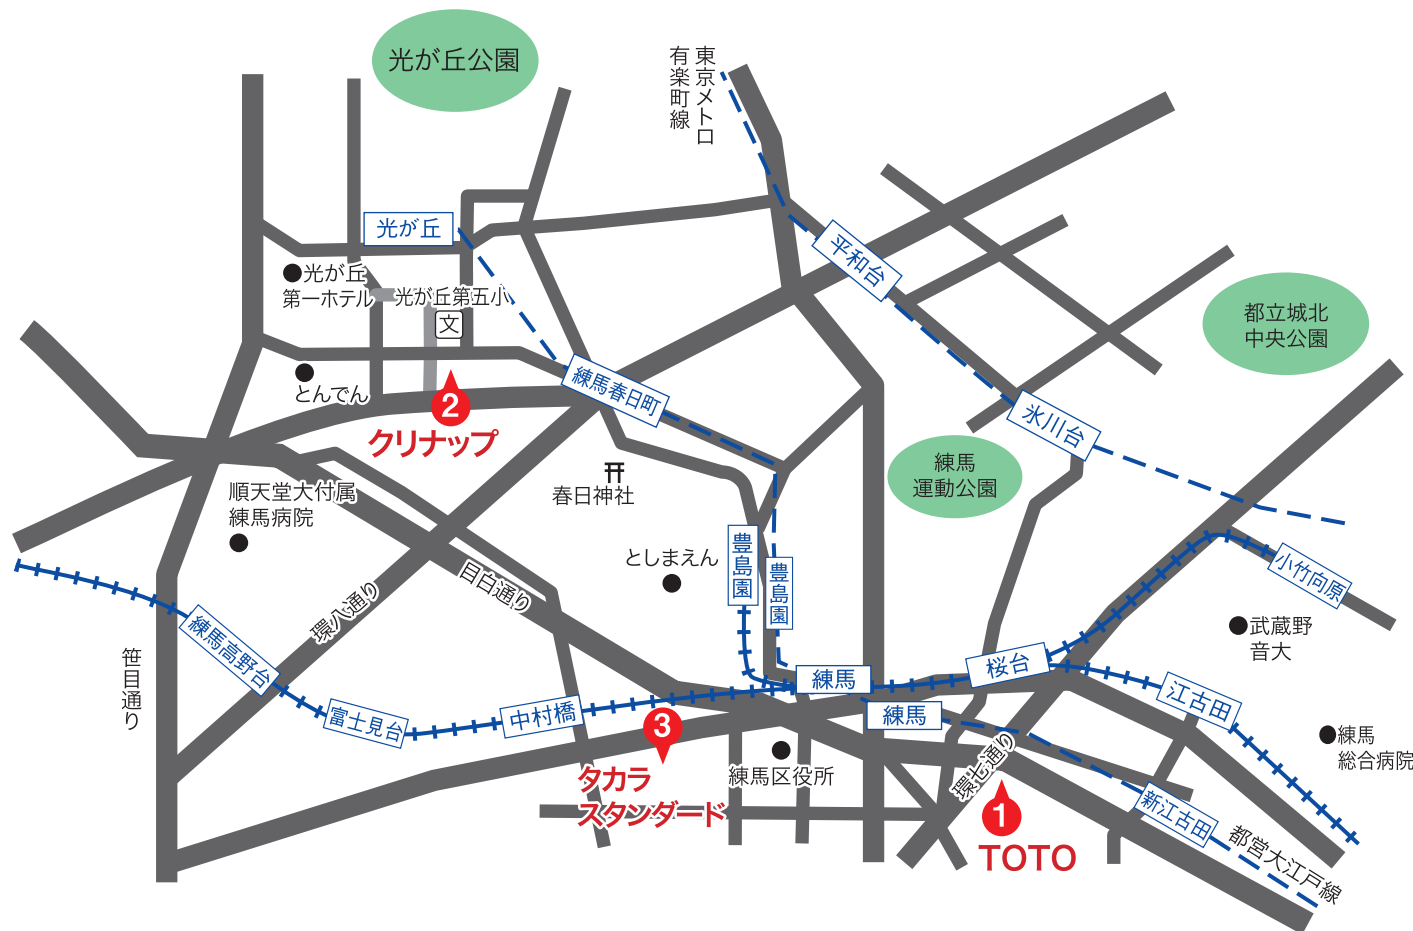 光が丘公園
東京メトロ
有楽町線
光が丘
光が丘
第一ホテル
光が丘第五小
文
平和台
都立城北
中央公園
とんでん
2
クリナップ
練馬春日町
氷川台
練馬
運動公園
順天堂大付属
練馬病院
春日神社
としまえん
豊島園
豊島園
目白通り
環八通り
小竹向原
武蔵野
音大
練馬高野台
笹目通り
富士見台
中村橋
練馬
桜台
江古田
練馬
3
タカラ
スタンダード
練馬区役所
環七通り
練馬
総合病院
1
TOTO
新江古田
都営大江戸線